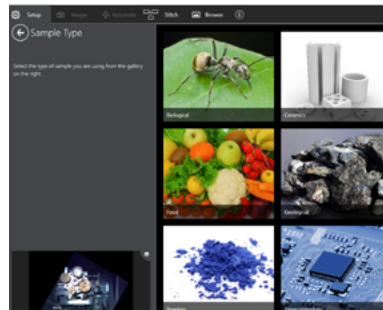 Setup
Image
Automate
Stitch
Browse
Sample Type
Select the type of sample you are using from the gallery
on the right.
Biological
Ceramics
Food
Geological